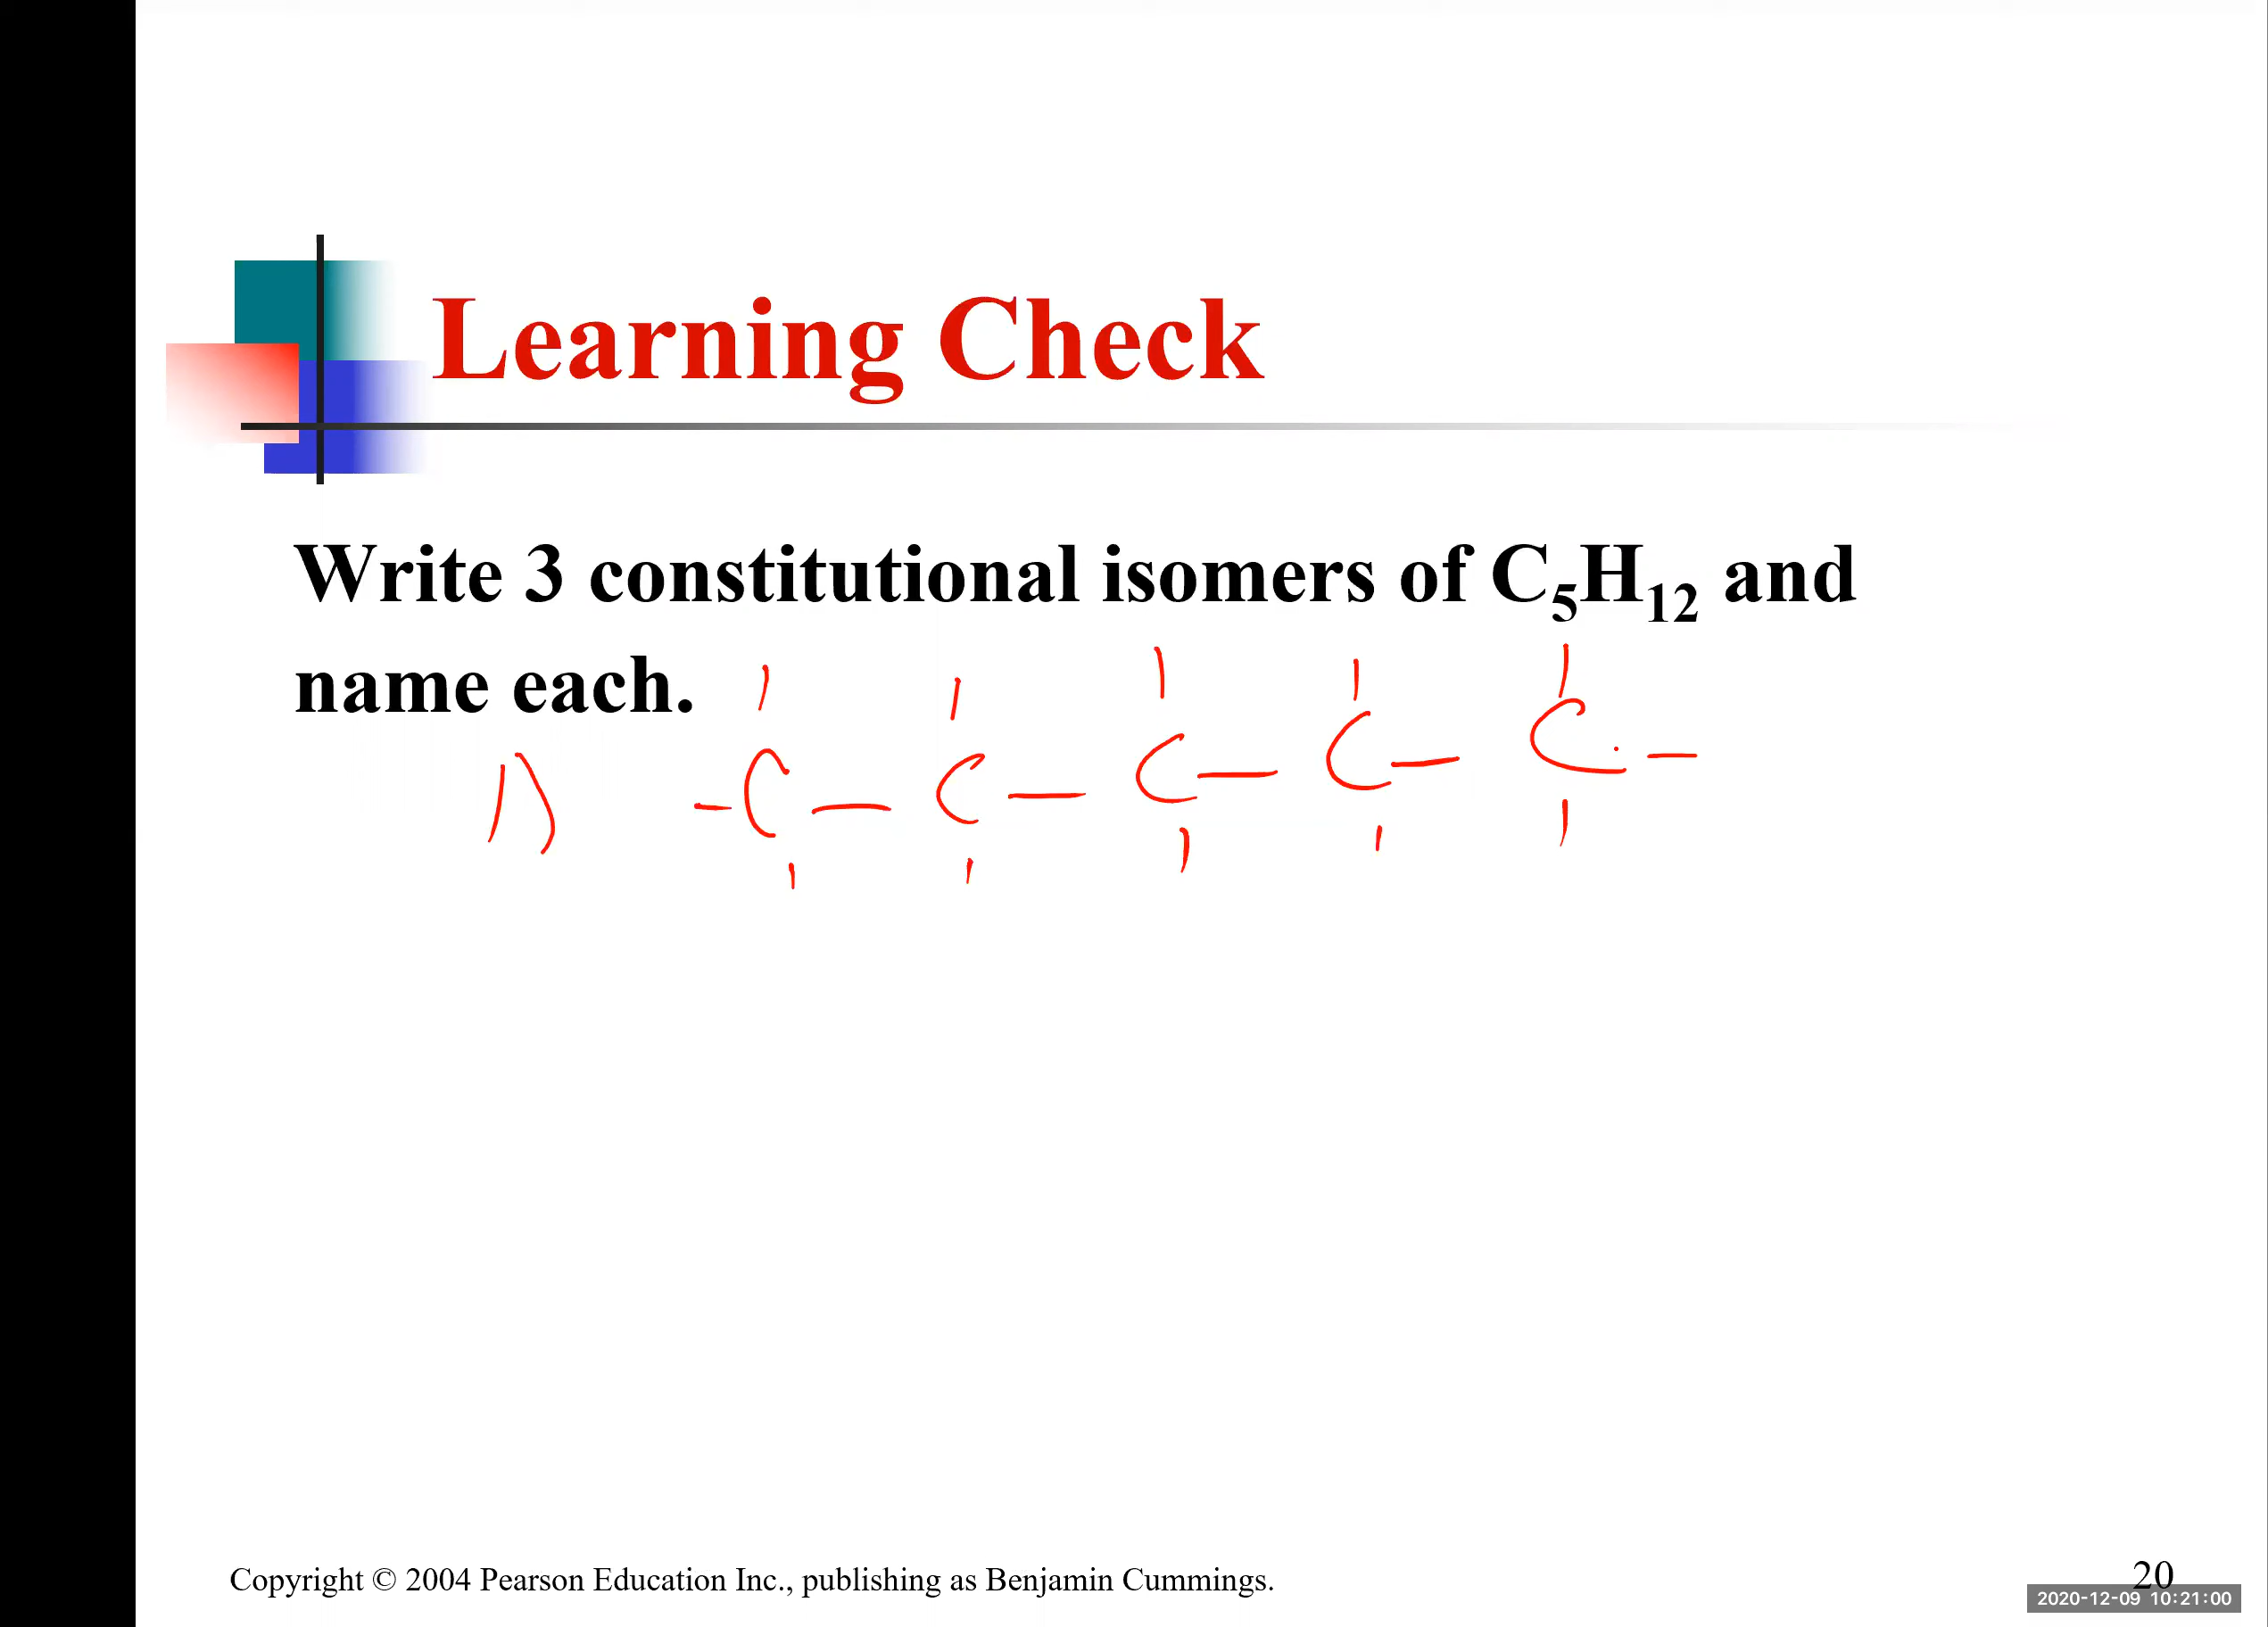 Learning Check
Write 3 constitutional isomers of C₅H₁₂ and
name each.
1) -C-C-C-C-C-
Copyright © 2004 Pearson Education Inc., publishing as Benjamin Cummings.
20
2020-12-09 10:21:00